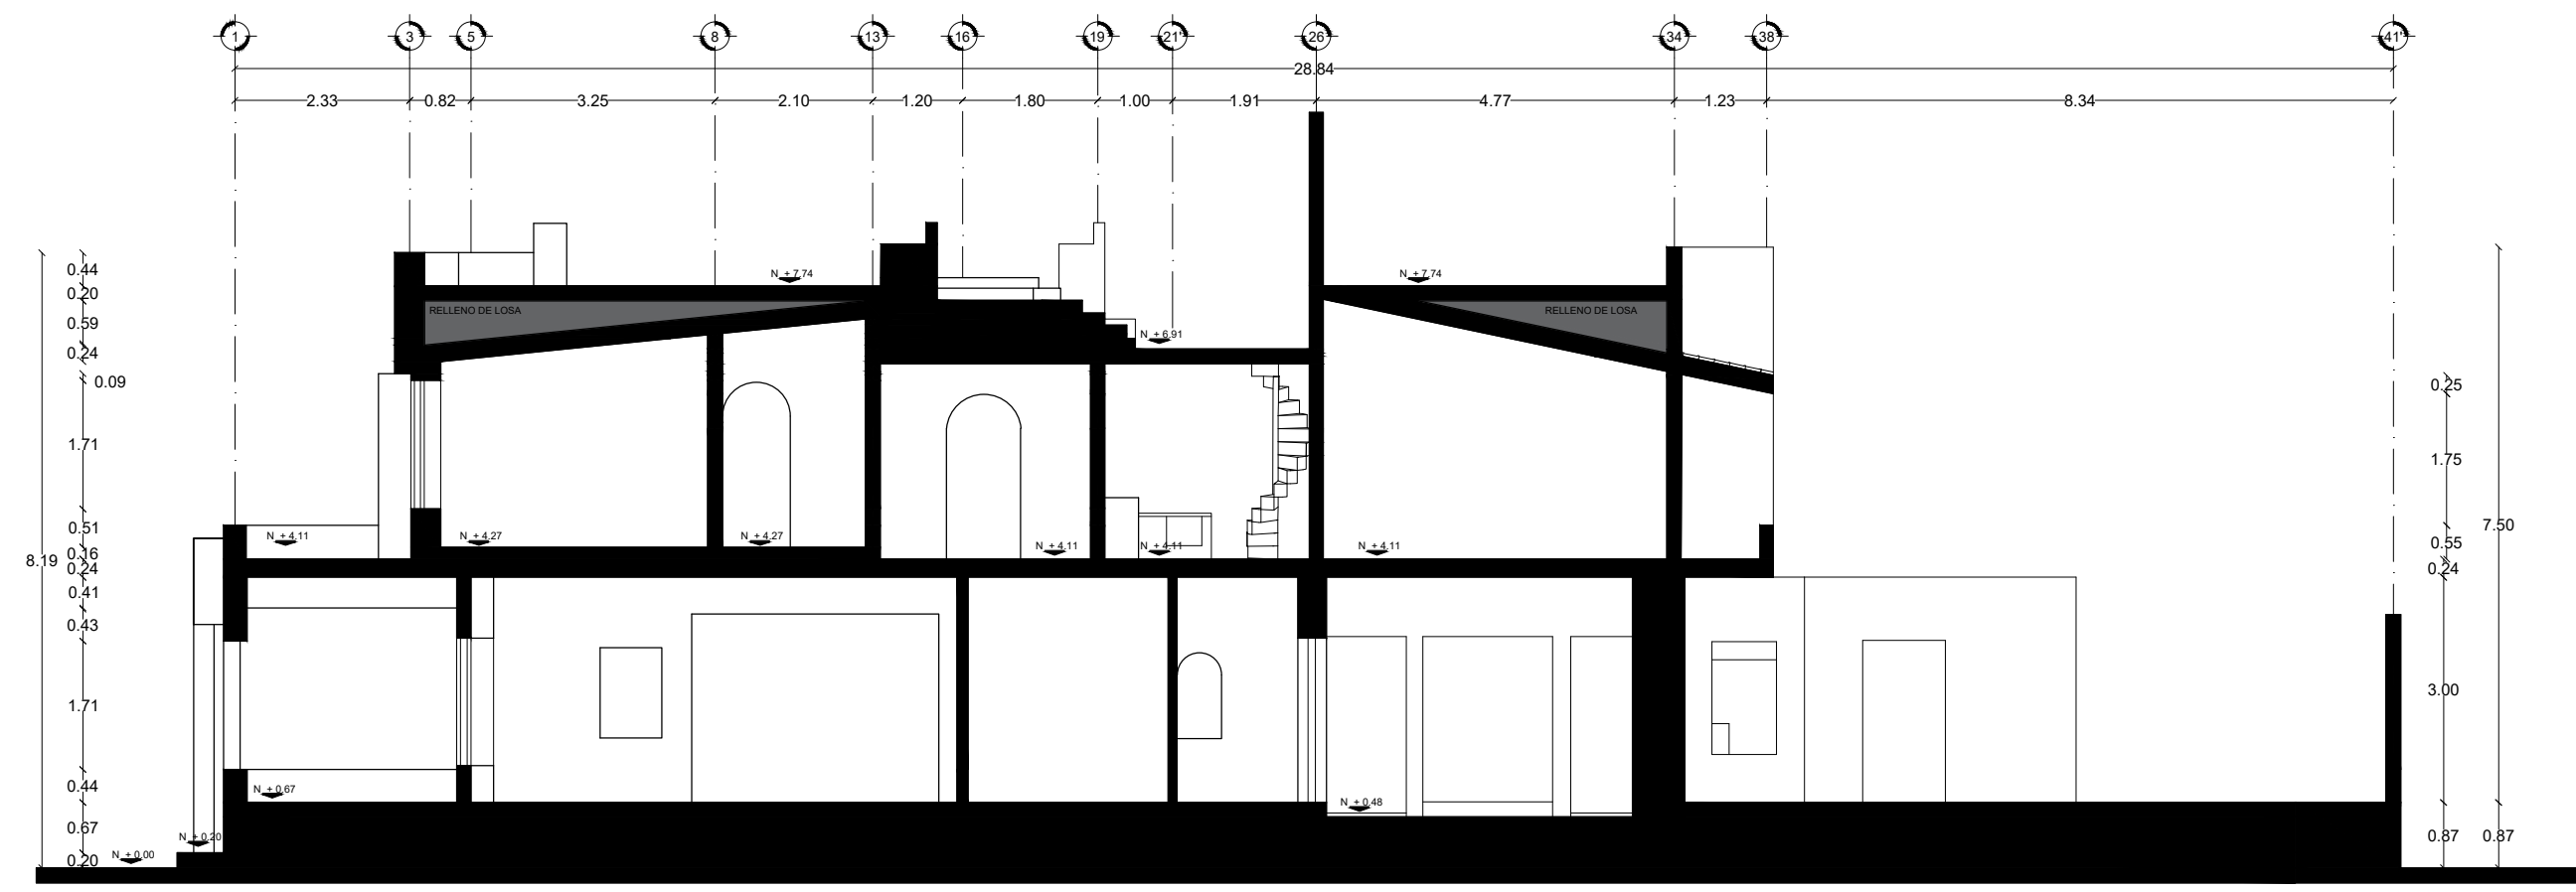 1 3 5 8 13 16 19 21' 26 34 38 41'
28.84
2.33 0.82 3.25 2.10 1.20 1.80 1.00 1.91 4.77 1.23 8.34
N + 7.74 N + 7.74
RELLENO DE LOSA RELLENO DE LOSA
N + 6.91
N + 4.11 N + 4.27 N + 4.27 N + 4.11 N + 4.11 N + 4.11
N + 0.67 N + 0.48
N + 0.20
N + 0.00
8.19
0.44
0.20
0.59
0.24
0.09
1.71
0.51
0.16
0.24
0.41
0.43
1.71
0.44
0.67
0.20
0.25
1.75
0.55
0.24
3.00
0.87
7.50
0.87